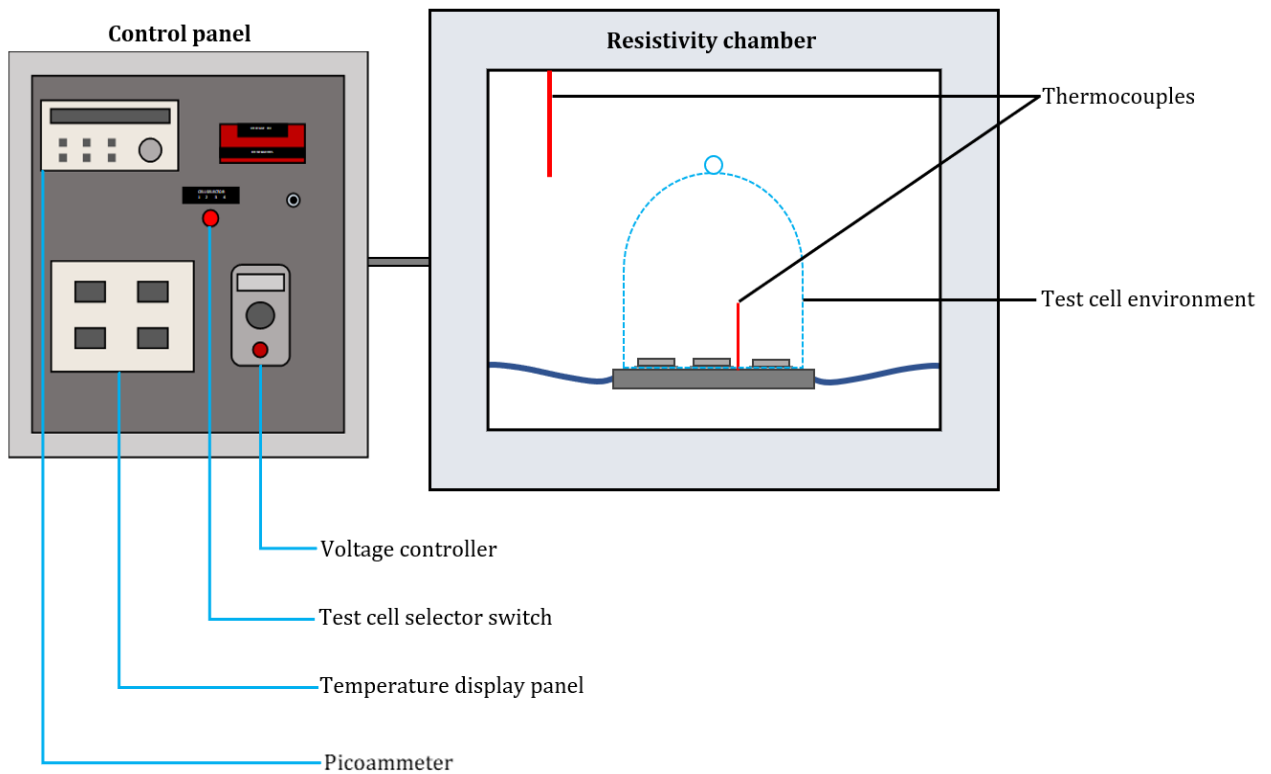 Control panel
Resistivity chamber
Thermocouples
Test cell environment
Voltage controller
Test cell selector switch
Temperature display panel
Picoammeter